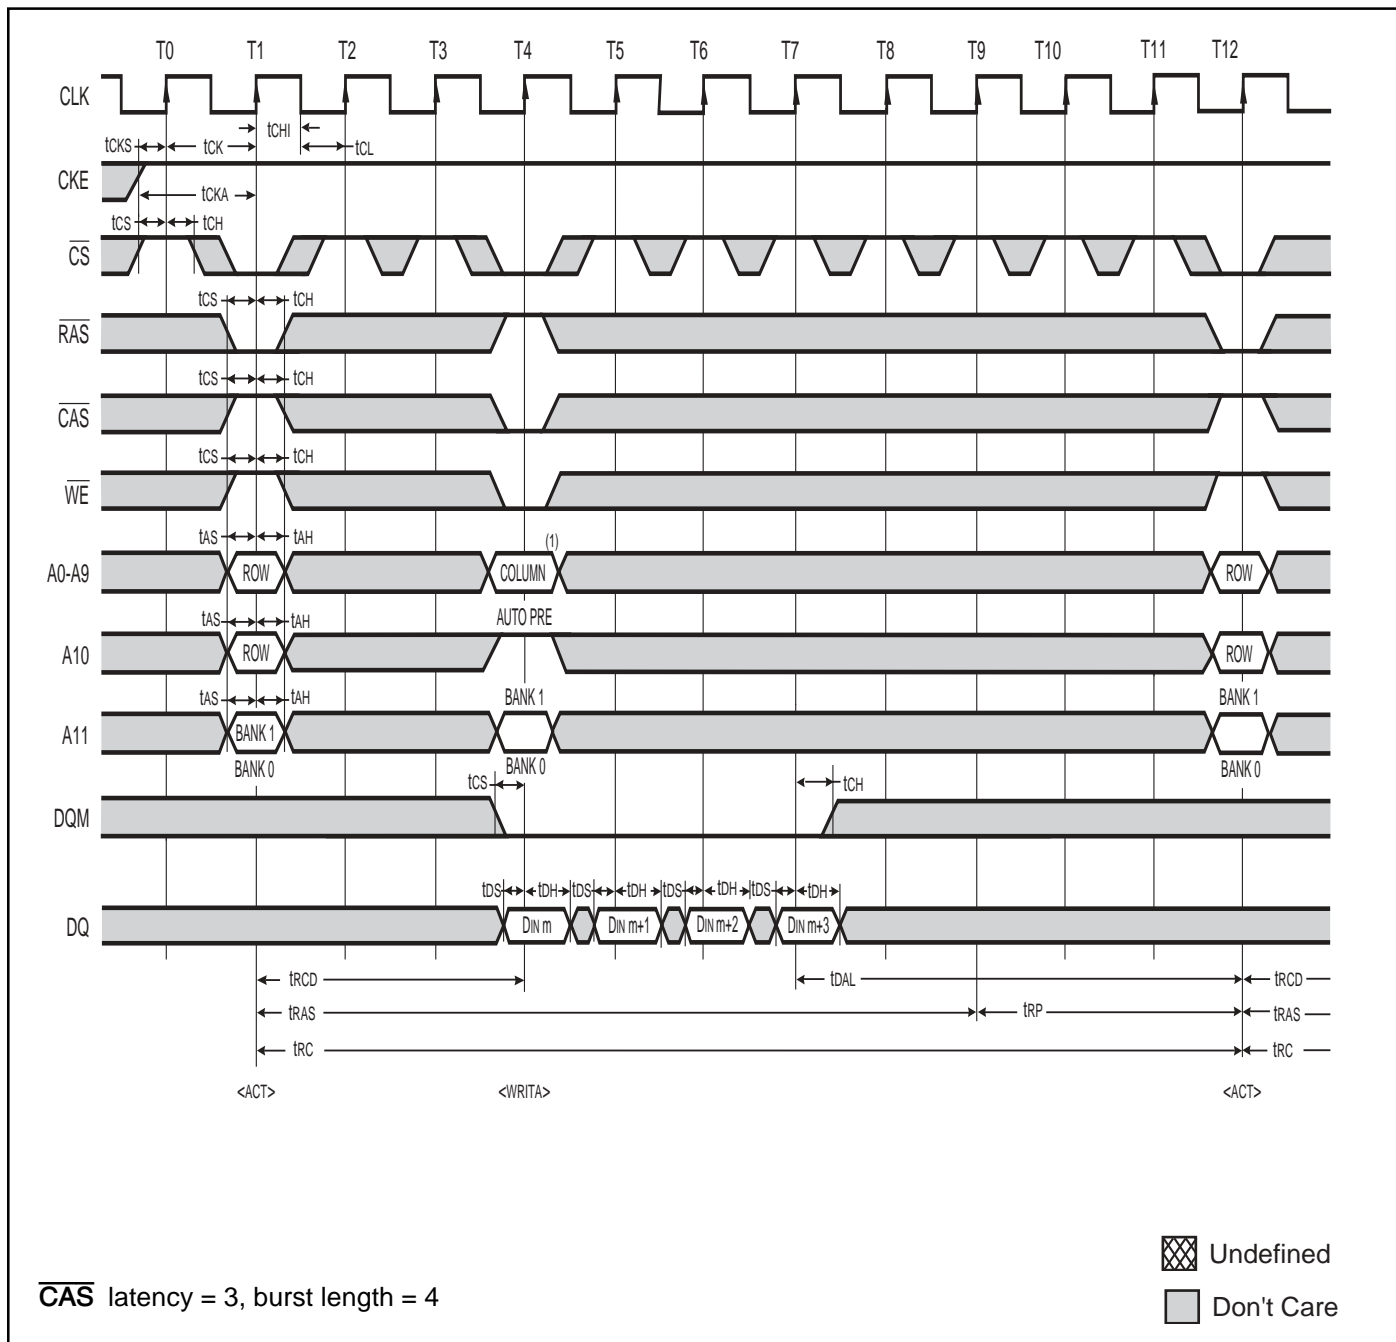 T0 T1 T2 T3 T4 T5 T6 T7 T8 T9 T10 T11 T12
CLK
tCHI
tCKS tCK tCL
CKE
tCKA
tCS tCH
CS
tCS tCH
RAS
tCS tCH
CAS
tCS tCH
WE
tAS tAH (1)
A0-A9 ROW COLUMN ROW
tAS tAH AUTO PRE
A10 ROW ROW
tAS tAH BANK 1 BANK 1
A11 BANK 1
BANK 0 BANK 0 BANK 0
tCS tCH
DQM
tDS tDH tDS tDH tDS tDH tDS tDH
DQ DIN m DIN m+1 DIN m+2 DIN m+3
tRCD tDAL tRCD
tRAS tRP tRAS
tRC tRC
<ACT> <WRITA> <ACT>
Undefined
CAS latency = 3, burst length = 4
Don't Care